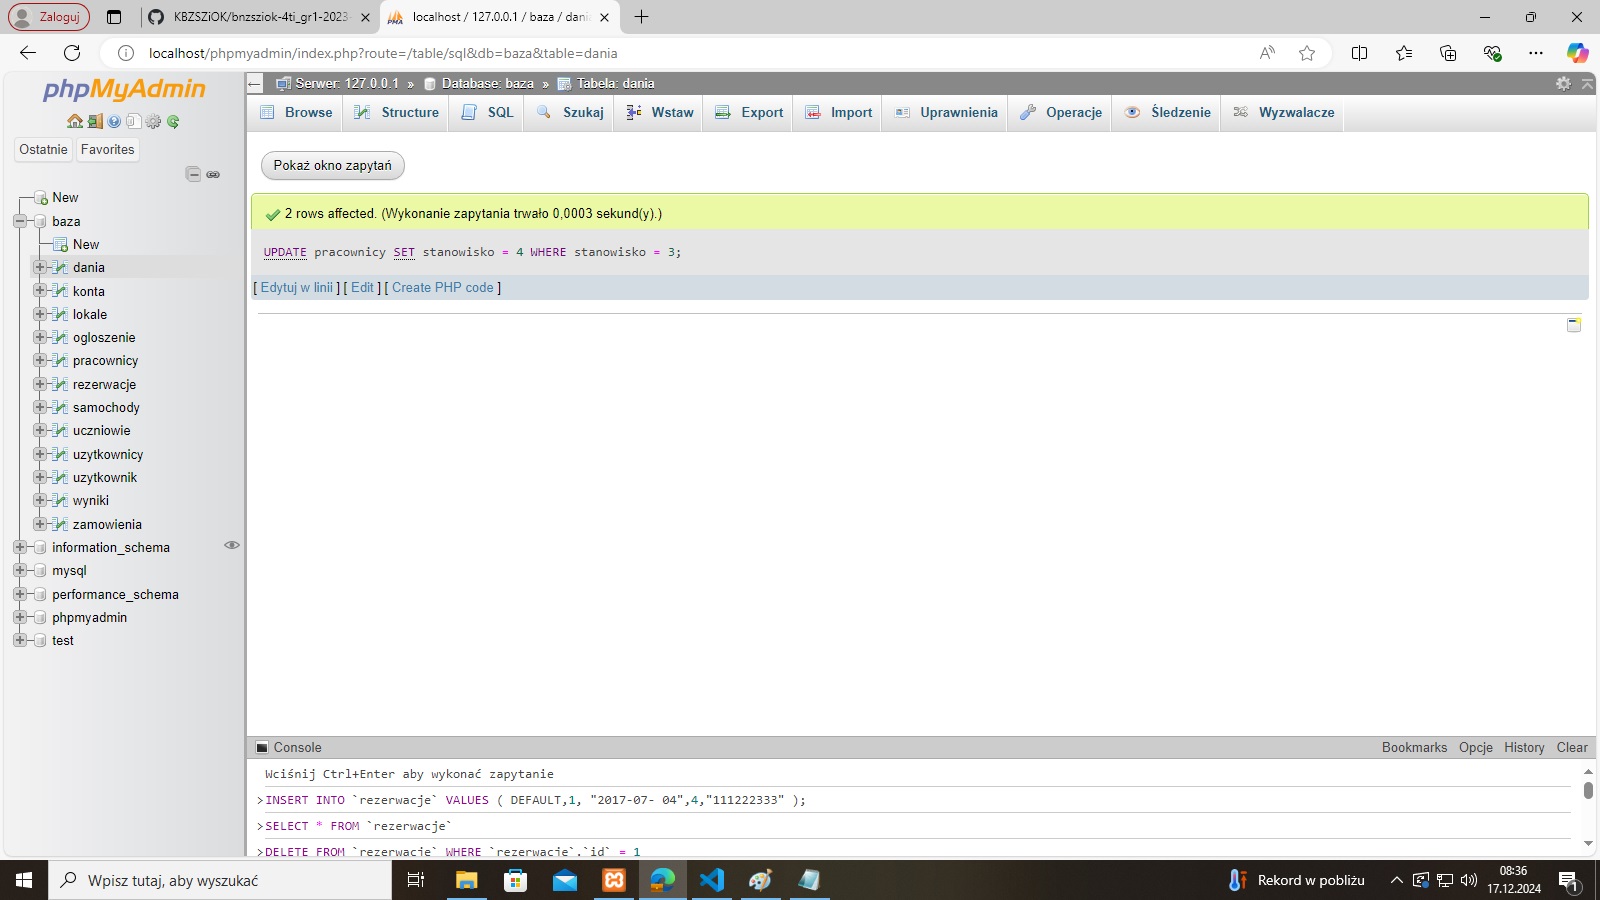 Zaloguj
KBZSZiOK/bnzsziok-4ti_gr1-2023-
localhost / 127.0.0.1 / baza / dania
localhost/phpmyadmin/index.php?route=/table/sql&db=baza&table=dania
phpMyAdmin
Ostatnie
Favorites
New
baza
New
dania
konta
lokale
ogloszenie
pracownicy
rezerwacje
samochody
uczniowie
uzytkownicy
uzytkownik
wyniki
zamowienia
information_schema
mysql
performance_schema
phpmyadmin
test
Serwer: 127.0.0.1 » Database: baza » Tabela: dania
Browse Structure SQL Szukaj Wstaw Export Import Uprawnienia Operacje Śledzenie Wyzwalacze
Pokaż okno zapytań
2 rows affected. (Wykonanie zapytania trwało 0,0003 sekund(y).)
UPDATE pracownicy SET stanowisko = 4 WHERE stanowisko = 3;
[ Edytuj w linii ] [ Edit ] [ Create PHP code ]
Console
Bookmarks Opcje History Clear
Wciśnij Ctrl+Enter aby wykonać zapytanie
>INSERT INTO `rezerwacje` VALUES ( DEFAULT,1, "2017-07- 04",4,"111222333" );
>SELECT * FROM `rezerwacje`
>DELETE FROM `rezerwacje` WHERE `rezerwacje`.`id` = 1
Wpisz tutaj, aby wyszukać
Rekord w pobliżu
08:36
17.12.2024
1